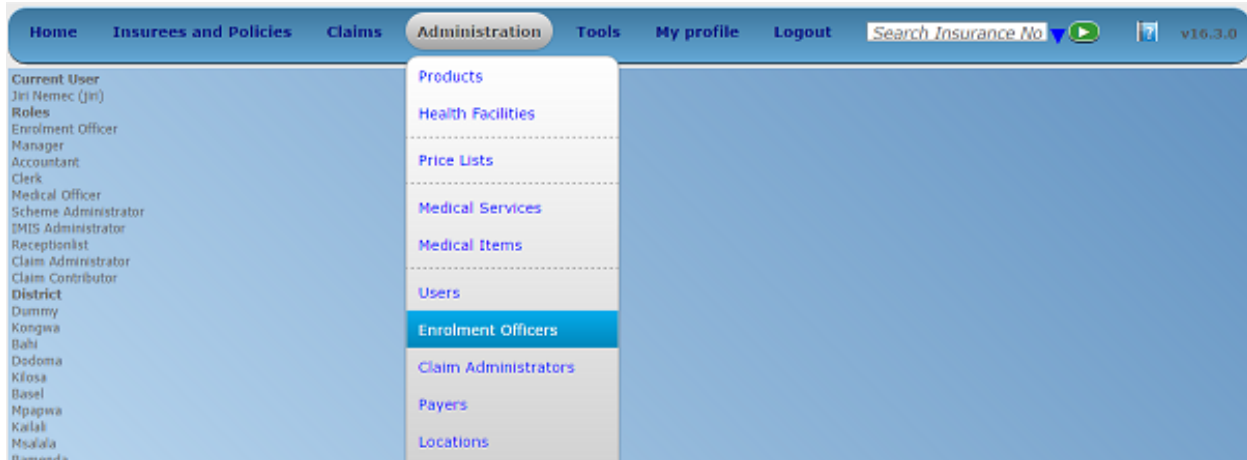 Home Insurees and Policies Claims Administration Tools My profile Logout Search Insurance No v16.3.0
Current User
Jiri Nemec (jiri)
Roles
Enrolment Officer
Manager
Accountant
Clerk
Medical Officer
Scheme Administrator
IMIS Administrator
Receptionlist
Claim Administrator
Claim Contributor
District
Dummy
Kongwa
Bahi
Dodoma
Kilosa
Basel
Mpapwa
Kailali
Msalala
Products
Health Facilities
Price Lists
Medical Services
Medical Items
Users
Enrolment Officers
Claim Administrators
Payers
Locations